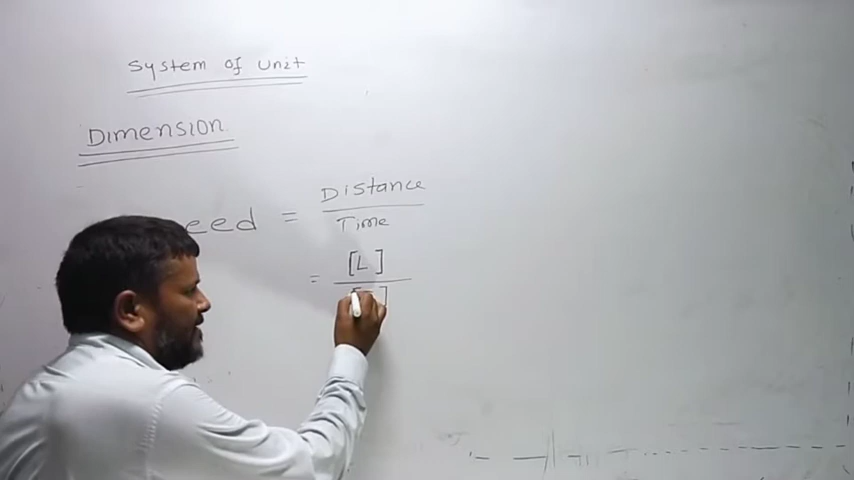 System of Unit
DIMENSION
eed = Distance
Time
= [L]